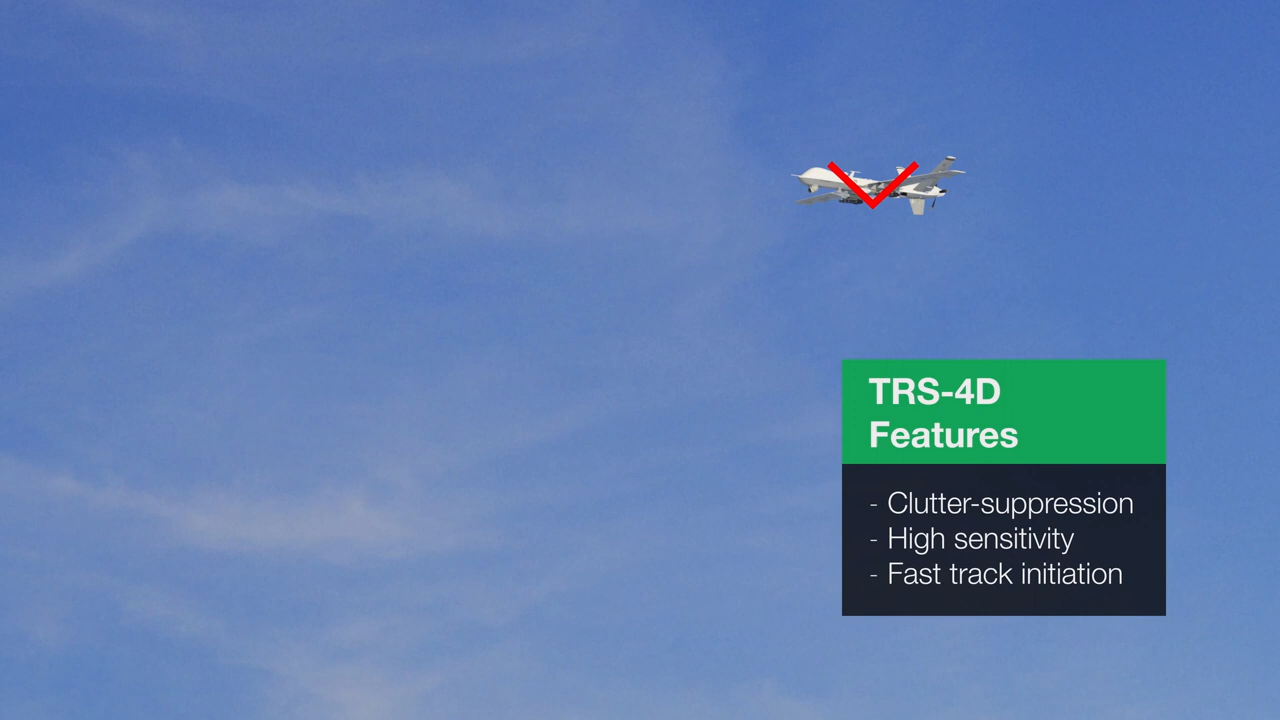 TRS-4D
Features
- Clutter-suppression
- High sensitivity
- Fast track initiation